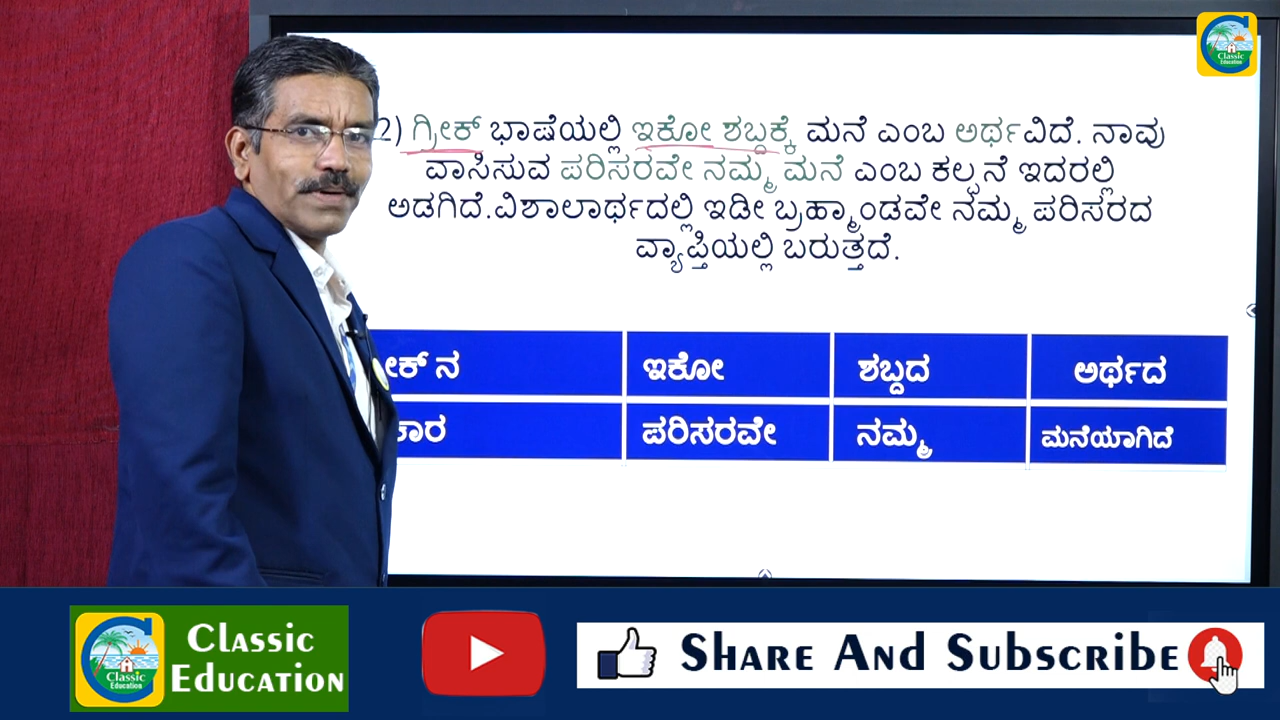 Classic
Education
2) ಗ್ರೀಕ್ ಭಾಷೆಯಲ್ಲಿ ಇಕೋ ಶಬ್ದಕ್ಕೆ ಮನೆ ಎಂಬ ಅರ್ಥವಿದೆ. ನಾವು
ವಾಸಿಸುವ ಪರಿಸರವೇ ನಮ್ಮ ಮನೆ ಎಂಬ ಕಲ್ಪನೆ ಇದರಲ್ಲಿ
ಅಡಗಿದೆ.ವಿಶಾಲಾರ್ಥದಲ್ಲಿ ಇಡೀ ಬ್ರಹ್ಮಾಂಡವೇ ನಮ್ಮ ಪರಿಸರದ
ವ್ಯಾಪ್ತಿಯಲ್ಲಿ ಬರುತ್ತದೆ.
ನ ಇಕೋ ಶಬ್ದದ ಅರ್ಥದ
ಪರಿಸರವೇ ನಮ್ಮ ಮನೆಯಾಗಿದೆ
Classic
Education
Classic
Education
Share And Subscribe